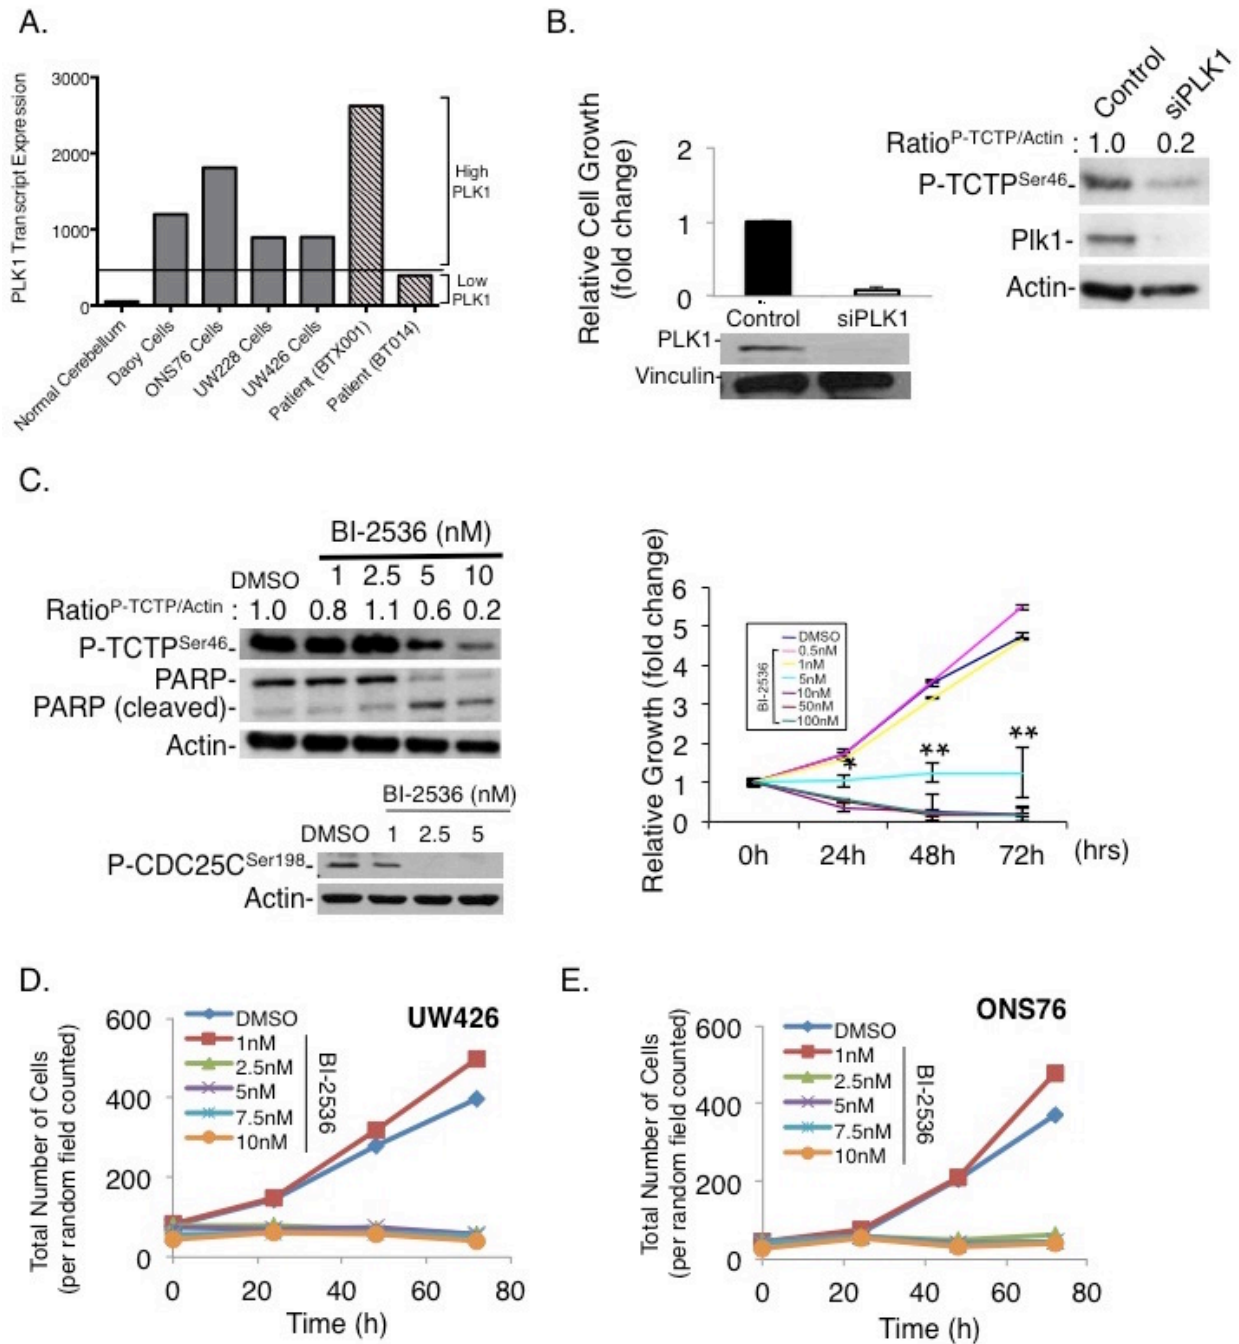 A.
PLK1 Transcript Expression
3000
2000
1000
0
High
PLK1
Low
PLK1
Normal Cerebellum
Daoy Cells
ONS76 Cells
UW228 Cells
UW426 Cells
Patient (BTX001)
Patient (BT014)
B.
Relative Cell Growth
(fold change)
2
1
0
Control siPLK1
PLK1-
Vinculin-
Control siPLK1
Ratio P-TCTP/Actin : 1.0 0.2
P-TCTP Ser46-
Plk1-
Actin-
C.
BI-2536 (nM)
DMSO 1 2.5 5 10
Ratio P-TCTP/Actin : 1.0 0.8 1.1 0.6 0.2
P-TCTP Ser46-
PARP-
PARP (cleaved)-
Actin-
BI-2536 (nM)
DMSO 1 2.5 5
P-CDC25C Ser198-
Actin-
Relative Growth (fold change)
6
5
4
3
2
1
0
DMSO
0.5nM
1nM
5nM
10nM
50nM
100nM
BI-2536
*
**
**
0h 24h 48h 72h (hrs)
D.
UW426
Total Number of Cells
(per random field counted)
600
400
200
0
DMSO
1nM
2.5nM
5nM
7.5nM
10nM
BI-2536
0 20 40 60 80
Time (h)
E.
ONS76
Total Number of Cells
(per random field counted)
600
400
200
0
DMSO
1nM
2.5nM
5nM
7.5nM
10nM
BI-2536
0 20 40 60 80
Time (h)